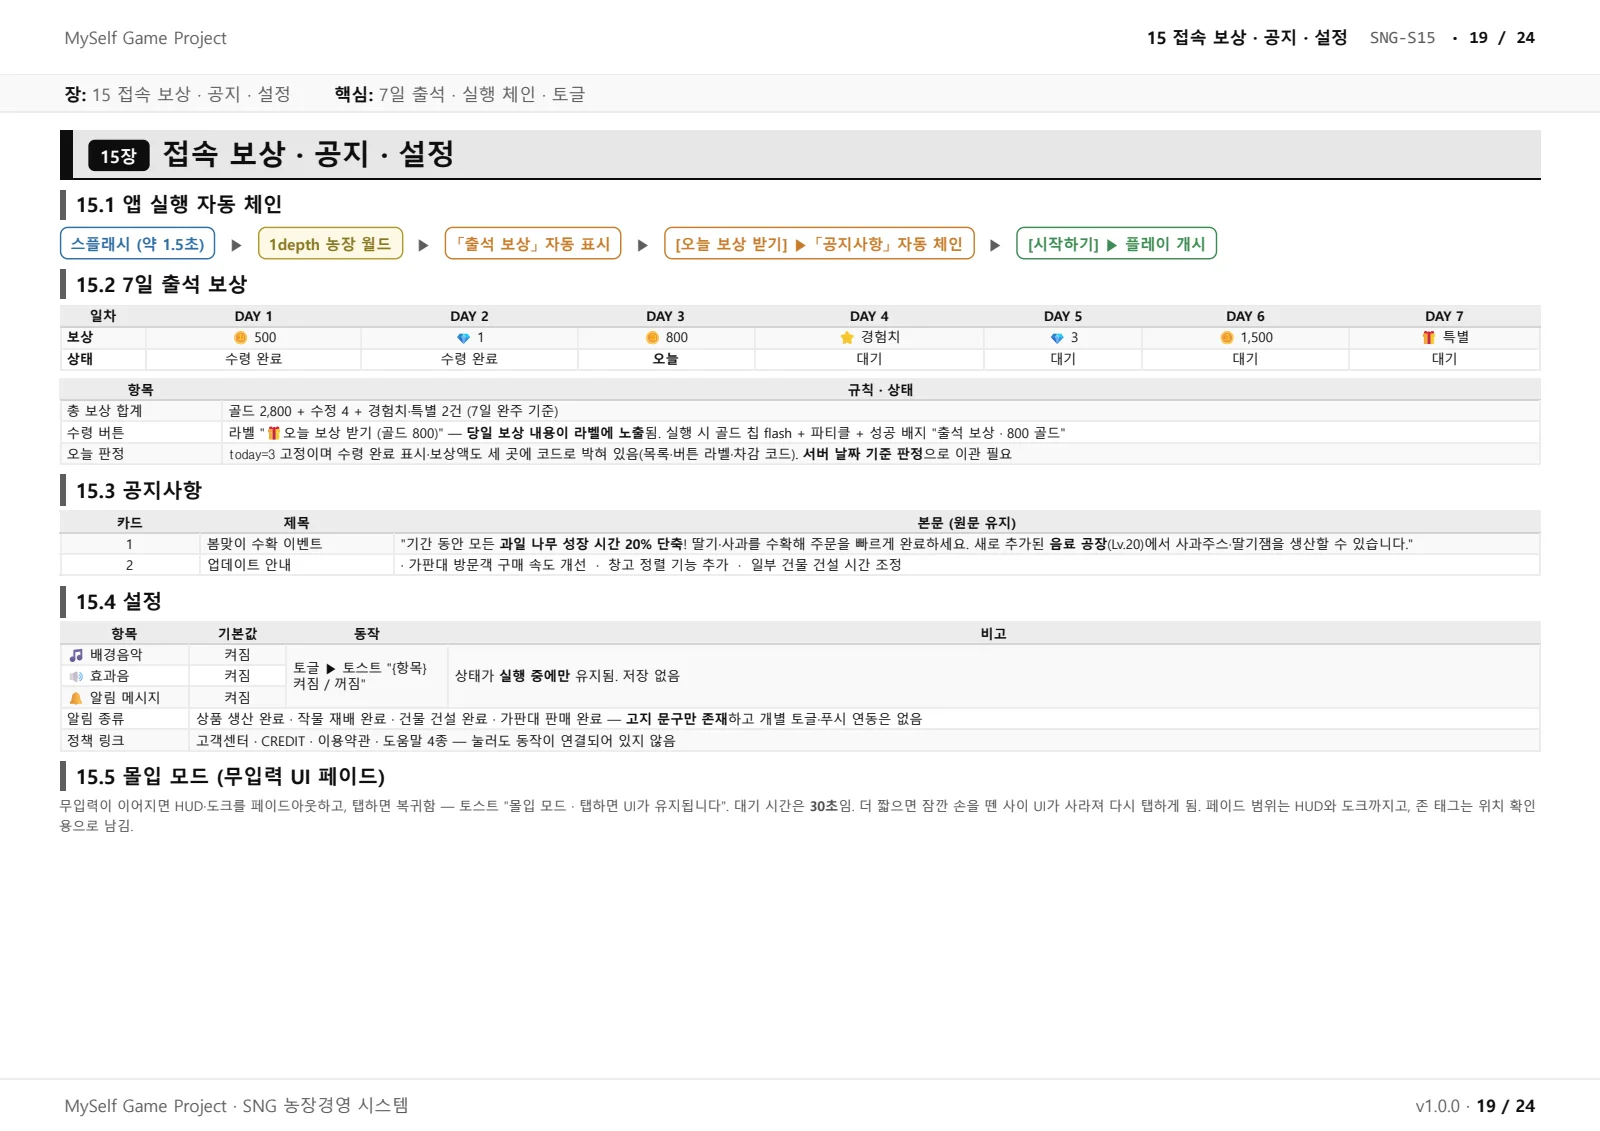 MySelf Game Project
15 접속 보상 · 공지 · 설정 SNG-S15 · 19 / 24
장: 15 접속 보상 · 공지 · 설정 핵심: 7일 출석 · 실행 체인 · 토글
15장 접속 보상 · 공지 · 설정
15.1 앱 실행 자동 체인
스플래시 (약 1.5초) ▶ 1depth 농장 월드 ▶ 「출석 보상」 자동 표시 ▶ [오늘 보상 받기] ▶ 「공지사항」 자동 체인 ▶ [시작하기] ▶ 플레이 개시
15.2 7일 출석 보상
일차 DAY 1 DAY 2 DAY 3 DAY 4 DAY 5 DAY 6 DAY 7
보상 🪙 500 💎 1 🪙 800 ⭐ 경험치 💎 3 🪙 1,500 🎁 특별
상태 수령 완료 수령 완료 오늘 대기 대기 대기 대기
항목 규칙 · 상태
총 보상 합계 골드 2,800 + 수정 4 + 경험치·특별 2건 (7일 완주 기준)
수령 버튼 라벨 "🎁오늘 보상 받기 (골드 800)" — 당일 보상 내용이 라벨에 노출됨. 실행 시 골드 칩 flash + 파티클 + 성공 배지 "출석 보상 · 800 골드"
오늘 판정 today=3 고정이며 수령 완료 표시·보상액도 세 곳에 코드로 박혀 있음(목록·버튼 라벨·차감 코드). 서버 날짜 기준 판정으로 이관 필요
15.3 공지사항
카드 제목 본문 (원문 유지)
1 봄맞이 수확 이벤트 "기간 동안 모든 과일 나무 성장 시간 20% 단축! 딸기·사과를 수확해 주문을 빠르게 완료하세요. 새로 추가된 음료 공장(Lv.20)에서 사과주스·딸기잼을 생산할 수 있습니다."
2 업데이트 안내 · 가판대 방문객 구매 속도 개선 · 창고 정렬 기능 추가 · 일부 건물 건설 시간 조정
15.4 설정
항목 기본값 동작 비고
🎵 배경음악 켜짐 토글 ▶ 토스트 "{항목} 켜짐 / 꺼짐" 상태가 실행 중에만 유지됨. 저장 없음
🔊 효과음 켜짐
🔔 알림 메시지 켜짐
알림 종류 상품 생산 완료 · 작물 재배 완료 · 건물 건설 완료 · 가판대 판매 완료 — 고지 문구만 존재하고 개별 토글·푸시 연동은 없음
정책 링크 고객센터 · CREDIT · 이용약관 · 도움말 4종 — 눌러도 동작이 연결되어 있지 않음
15.5 몰입 모드 (무입력 UI 페이드)
무입력이 이어지면 HUD·도크를 페이드아웃하고, 탭하면 복귀함 — 토스트 "몰입 모드 · 탭하면 UI가 유지됩니다". 대기 시간은 30초임. 더 짧으면 잠깐 손을 뗀 사이 UI가 사라져 다시 탭하게 됨. 페이드 범위는 HUD와 도크까지고, 존 태그는 위치 확인
용으로 남김.
MySelf Game Project · SNG 농장경영 시스템
v1.0.0 · 19 / 24